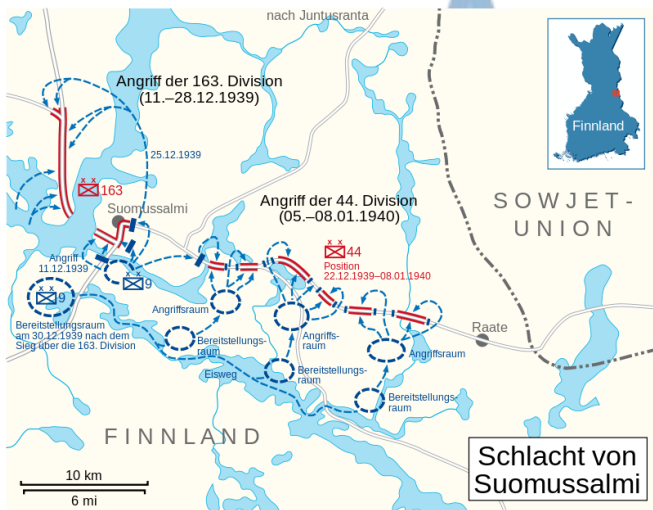 nach Juntusranta
Angriff der 163. Division
(11.–28.12.1939)
Finnland
25.12.1939
x x
163
Suomussalmi
Angriff der 44. Division
(05.–08.01.1940)
SOWJET-
UNION
x x
44
Position
22.12.1939–08.01.1940
Angriff
11.12.1939
x x
9
x x
9
Bereitstellungsraum
am 30.12.1939 nach dem
Sieg über die 163. Division
Angriffsraum
Bereitstellungs-
raum
Angriffs-
raum
Raate
Angriffsraum
Eisweg
Bereitstellungs-
raum
Bereitstellungs-
raum
FINNLAND
Schlacht von
Suomussalmi
10 km
6 mi